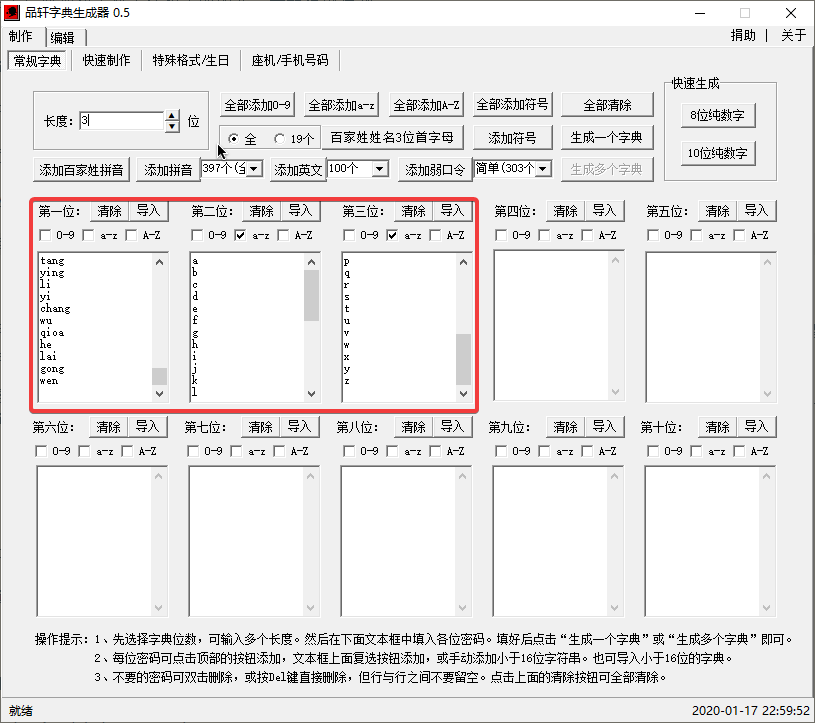 品轩字典生成器 0.5
制作 编辑 捐助 关于
常规字典 快速制作 特殊格式/生日 座机/手机号码
长度: 3 位
全部添加0-9 全部添加a-z 全部添加A-Z 全部添加符号 全部清除
全 19个 百家姓姓名3位首字母 添加符号 生成一个字典
添加百家姓拼音 添加拼音 397个(全 添加英文 100个 添加弱口令 简单(303个 生成多个字典
快速生成
8位纯数字
10位纯数字
第一位: 清除 导入 第二位: 清除 导入 第三位: 清除 导入 第四位: 清除 导入 第五位: 清除 导入
0-9 a-z A-Z 0-9 a-z A-Z 0-9 a-z A-Z 0-9 a-z A-Z 0-9 a-z A-Z
tang a p
ying b q
li c r
yi d s
chang e t
wu f u
qioa g v
he h w
lai i x
gong j y
wen k z
l
第六位: 清除 导入 第七位: 清除 导入 第八位: 清除 导入 第九位: 清除 导入 第十位: 清除 导入
0-9 a-z A-Z 0-9 a-z A-Z 0-9 a-z A-Z 0-9 a-z A-Z 0-9 a-z A-Z
操作提示: 1、先选择字典位数，可输入多个长度。然后在下面文本框中填入各位密码。填好后点击“生成一个字典”或“生成多个字典”即可。
2、每位密码可点击顶部的按钮添加，文本框上面复选按钮添加，或手动添加小于16位字符串。也可导入小于16位的字典。
3、不要的密码可双击删除，或按Del键直接删除，但行与行之间不要留空。点击上面的清除按钮可全部清除。
就绪 2020-01-17 22:59:52